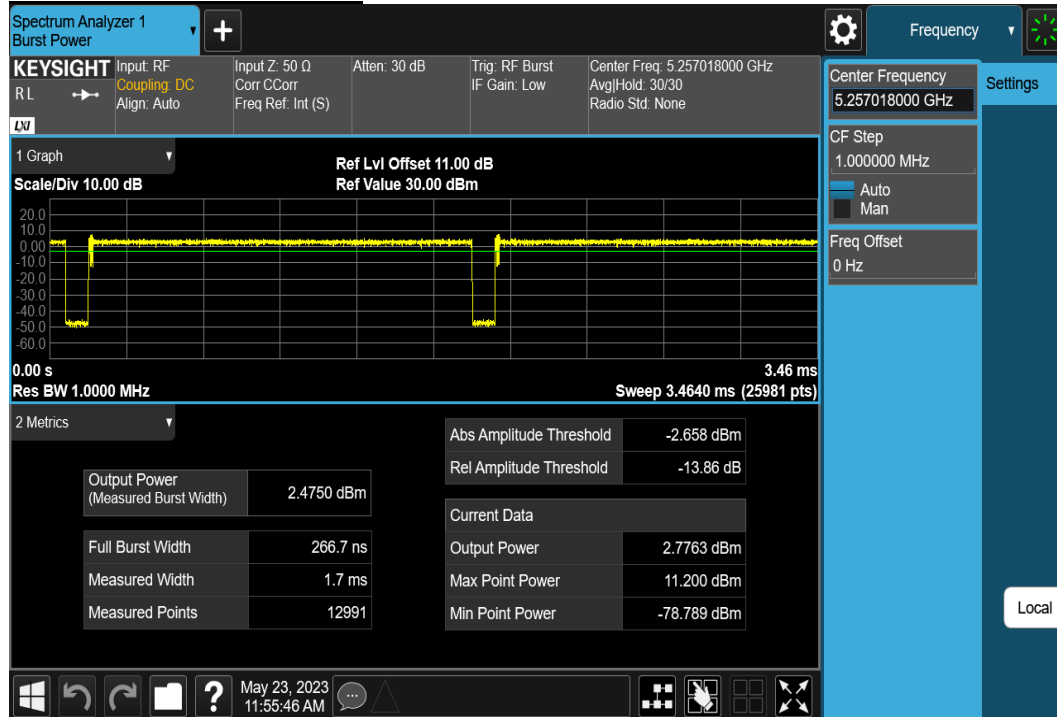 Spectrum Analyzer 1
Burst Power
+
Frequency
KEYSIGHT
RL
LXI
Input: RF
Coupling: DC
Align: Auto
Input Z: 50 Ω
Corr CCorr
Freq Ref: Int (S)
Atten: 30 dB
Trig: RF Burst
IF Gain: Low
Center Freq: 5.257018000 GHz
Avg|Hold: 30/30
Radio Std: None
Center Frequency
5.257018000 GHz
Settings
CF Step
1.000000 MHz
Auto
Man
Freq Offset
0 Hz
1 Graph
Scale/Div 10.00 dB
Ref Lvl Offset 11.00 dB
Ref Value 30.00 dBm
20.0
10.0
0.00
-10.0
-20.0
-30.0
-40.0
-50.0
-60.0
0.00 s
3.46 ms
Res BW 1.0000 MHz
Sweep 3.4640 ms (25981 pts)
2 Metrics
Output Power
(Measured Burst Width) 2.4750 dBm
Full Burst Width 266.7 ns
Measured Width 1.7 ms
Measured Points 12991
Abs Amplitude Threshold -2.658 dBm
Rel Amplitude Threshold -13.86 dB
Current Data
Output Power 2.7763 dBm
Max Point Power 11.200 dBm
Min Point Power -78.789 dBm
Local
?
May 23, 2023
11:55:46 AM